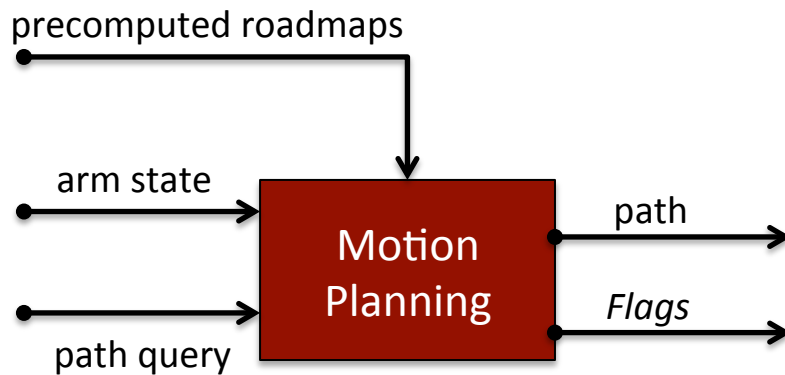 precomputed roadmaps
arm state
Motion
Planning
path
Flags
path query